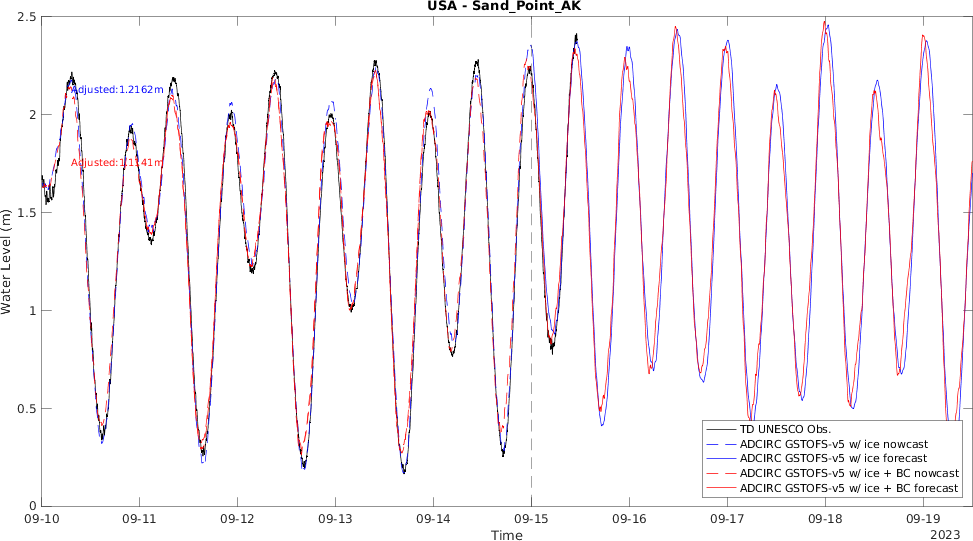 USA - Sand_Point_AK
2.5
2
1.5
1
0.5
0
Water Level (m)
Adjusted:1.2162m
09-10
09-11
09-12
09-13
09-14
09-15
09-16
09-17
09-18
09-19
Time
2023
TD UNESCO Obs.
ADCIRC GSTOFS-v5 w/ ice nowcast
ADCIRC GSTOFS-v5 w/ ice forecast
ADCIRC GSTOFS-v5 w/ ice + BC nowcast
ADCIRC GSTOFS-v5 w/ ice + BC forecast